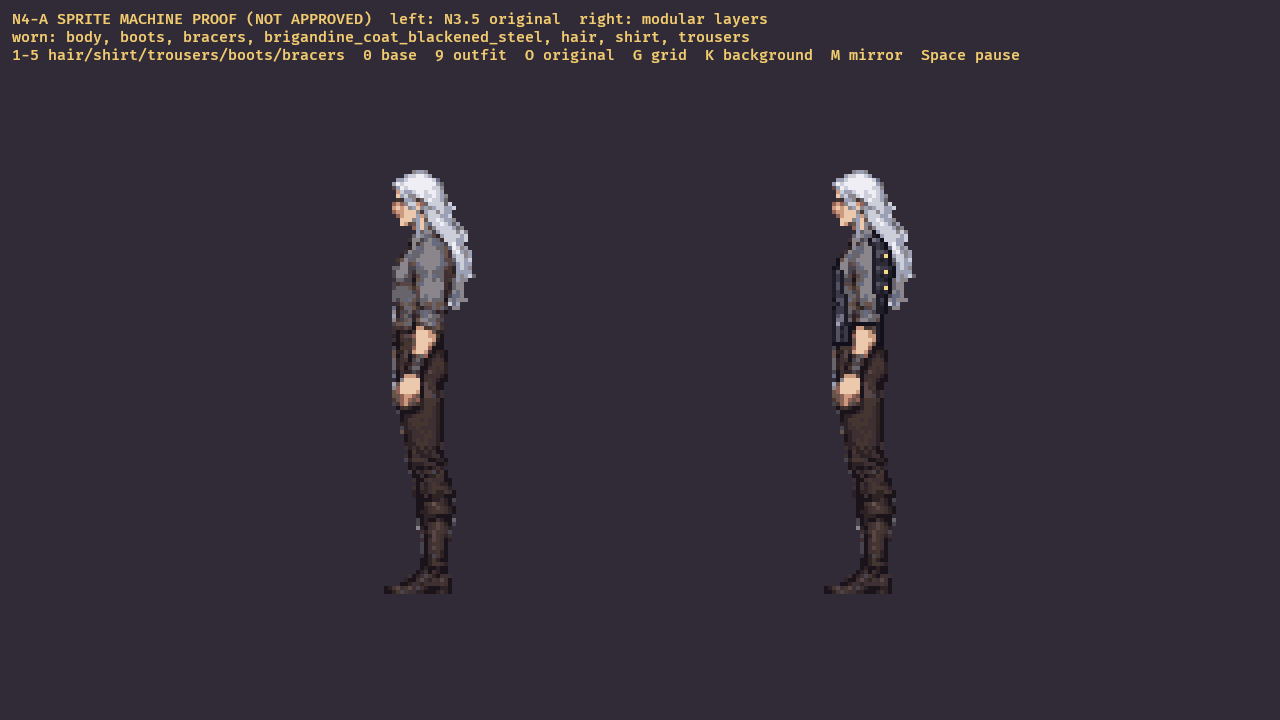 N4-A SPRITE MACHINE PROOF (NOT APPROVED)  left: N3.5 original  right: modular layers
worn: body, boots, bracers, brigandine_coat_blackened_steel, hair, shirt, trousers
1-5 hair/shirt/trousers/boots/bracers  0 base  9 outfit  O original  G grid  K background  M mirror  Space pause